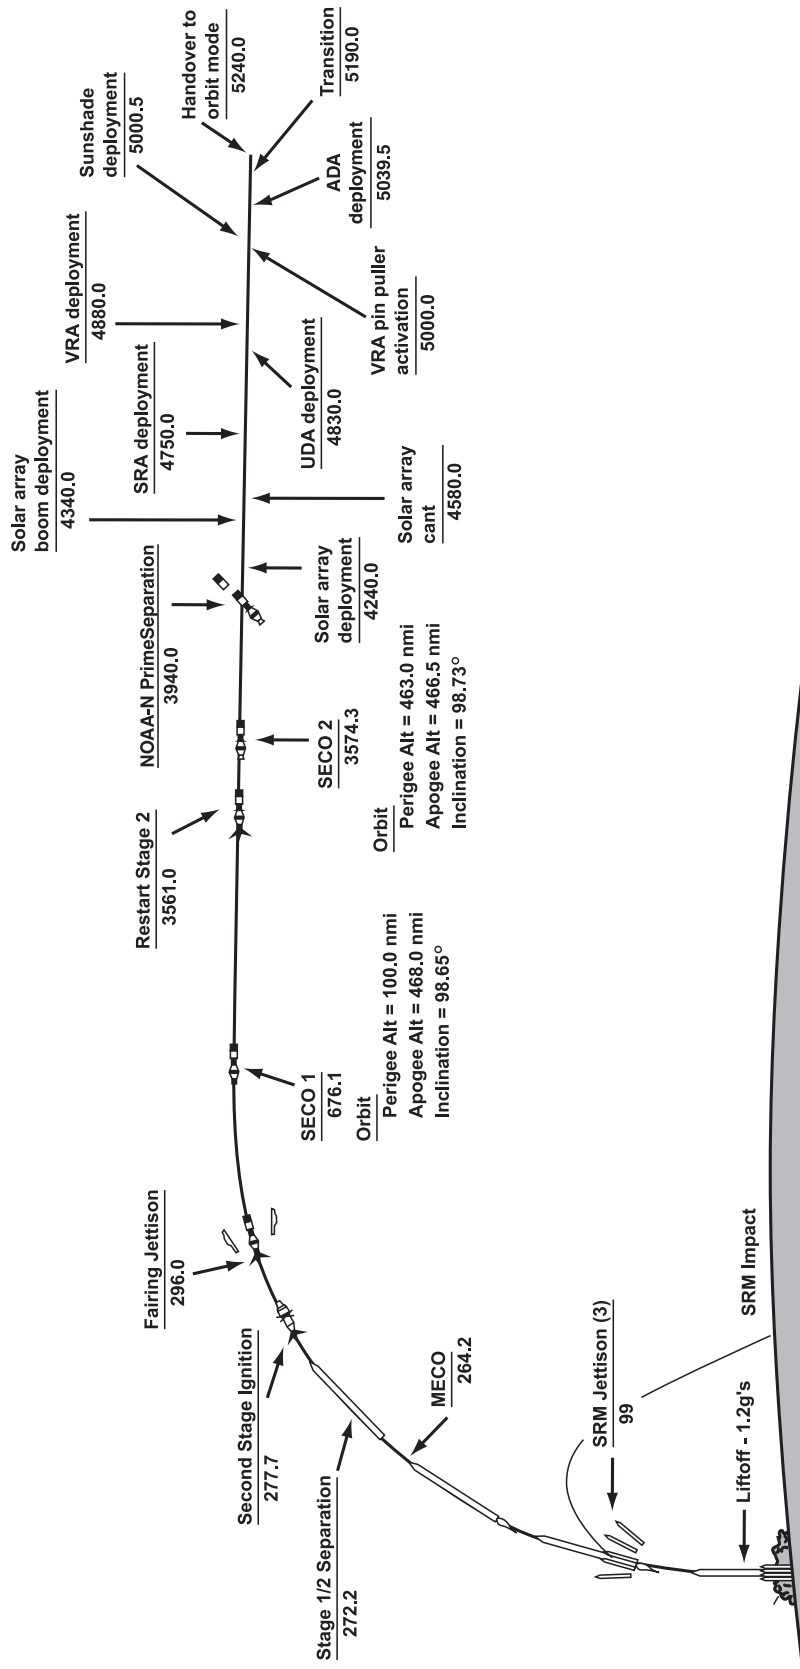 Liftoff - 1.2g's
SRM Impact
SRM Jettison (3)
99
MECO
264.2
Stage 1/2 Separation
272.2
Second Stage Ignition
277.7
Fairing Jettison
296.0
SECO 1
676.1
Orbit
Perigee Alt = 100.0 nmi
Apogee Alt = 468.0 nmi
Inclination = 98.65°
Restart Stage 2
3561.0
SECO 2
3574.3
Orbit
Perigee Alt = 463.0 nmi
Apogee Alt = 466.5 nmi
Inclination = 98.73°
NOAA-N PrimeSeparation
3940.0
Solar array
deployment
4240.0
Solar array
boom deployment
4340.0
Solar array
cant
4580.0
SRA deployment
4750.0
UDA deployment
4830.0
VRA deployment
4880.0
VRA pin puller
activation
5000.0
Sunshade
deployment
5000.5
ADA
deployment
5039.5
Transition
5190.0
Handover to
orbit mode
5240.0